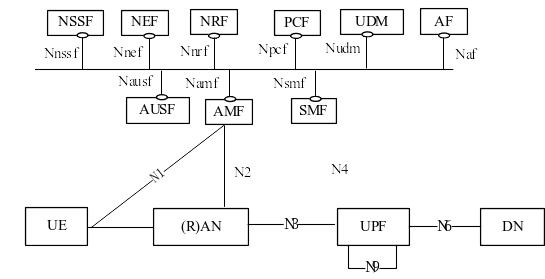 NSSF NEF NRF PCF UDM AF
Nnssf Nnef Nnrf Npcf Nudm Naf
Nausf Namf Nsmf
AUSF AMF SMF
N1 N2 N4
UE (R)AN N3 UPF N6 DN
N9